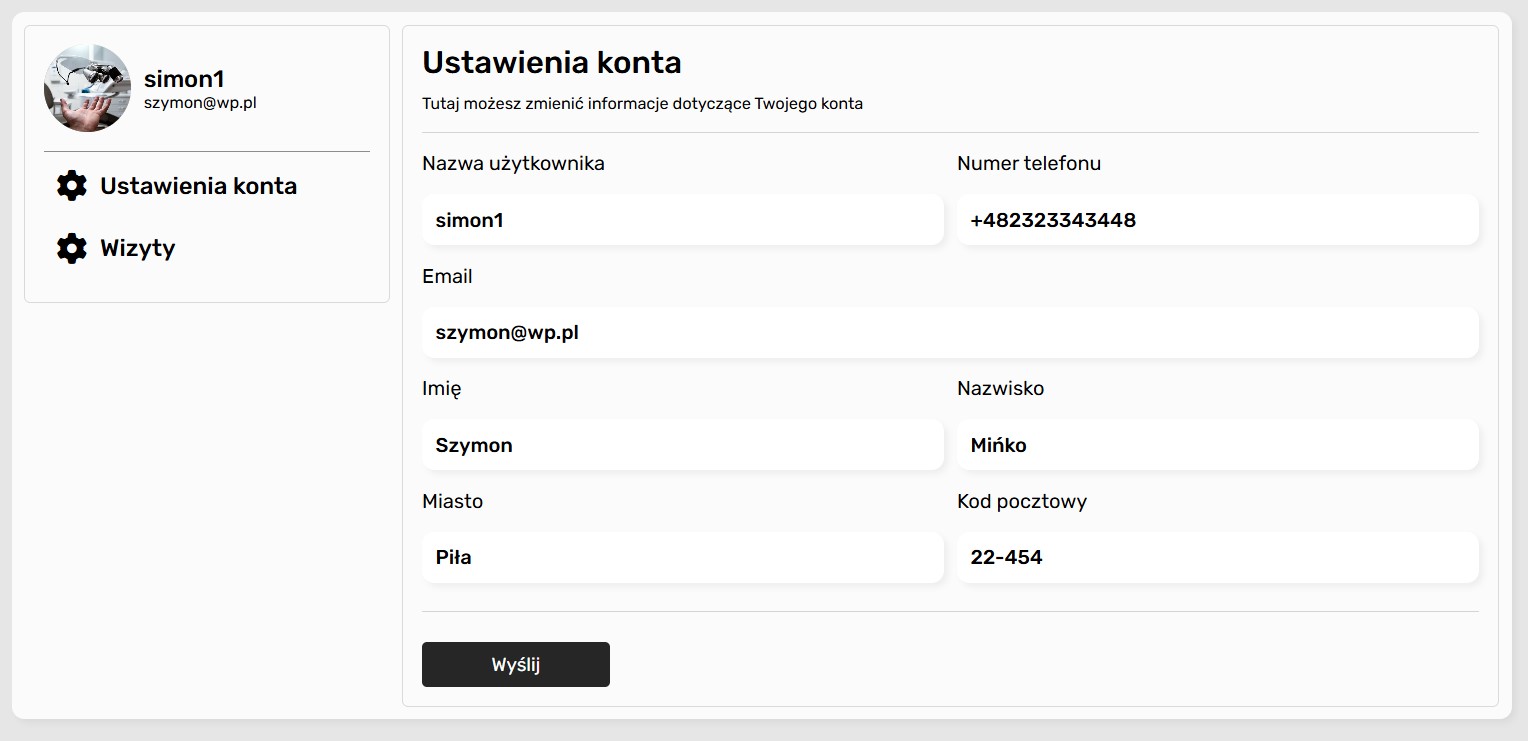 simon1
szymon@wp.pl
Ustawienia konta
Wizyty
Ustawienia konta
Tutaj możesz zmienić informacje dotyczące Twojego konta
Nazwa użytkownika
Numer telefonu
simon1
+482323343448
Email
szymon@wp.pl
Imię
Nazwisko
Szymon
Mińko
Miasto
Kod pocztowy
Piła
22-454
Wyślij